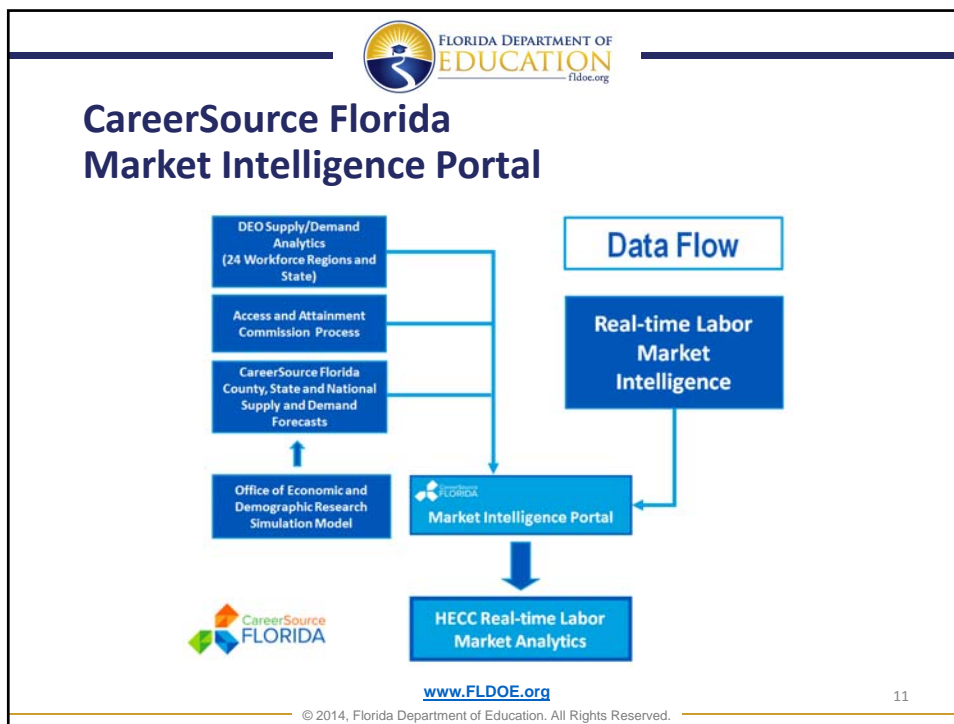 FLORIDA DEPARTMENT OF
EDUCATION
fldoe.org
CareerSource Florida
Market Intelligence Portal
DEO Supply/Demand
Analytics
(24 Workforce Regions and
State)
Access and Attainment
Commission Process
CareerSource Florida
County, State and National
Supply and Demand
Forecasts
Office of Economic and
Demographic Research
Simulation Model
Data Flow
Real-time Labor
Market
Intelligence
CareerSource
FLORIDA
Market Intelligence Portal
HECC Real-time Labor
Market Analytics
CareerSource
FLORIDA
www.FLDOE.org
11
© 2014, Florida Department of Education. All Rights Reserved.